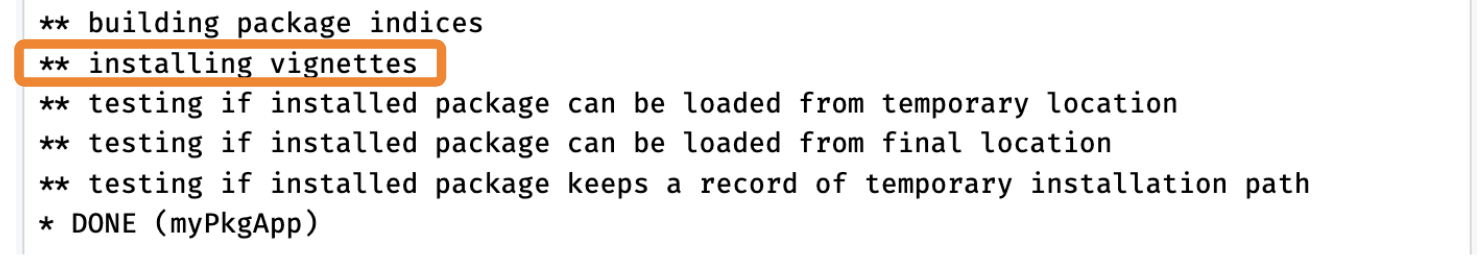 ** building package indices
** installing vignettes
** testing if installed package can be loaded from temporary location
** testing if installed package can be loaded from final location
** testing if installed package keeps a record of temporary installation path
* DONE (myPkgApp)